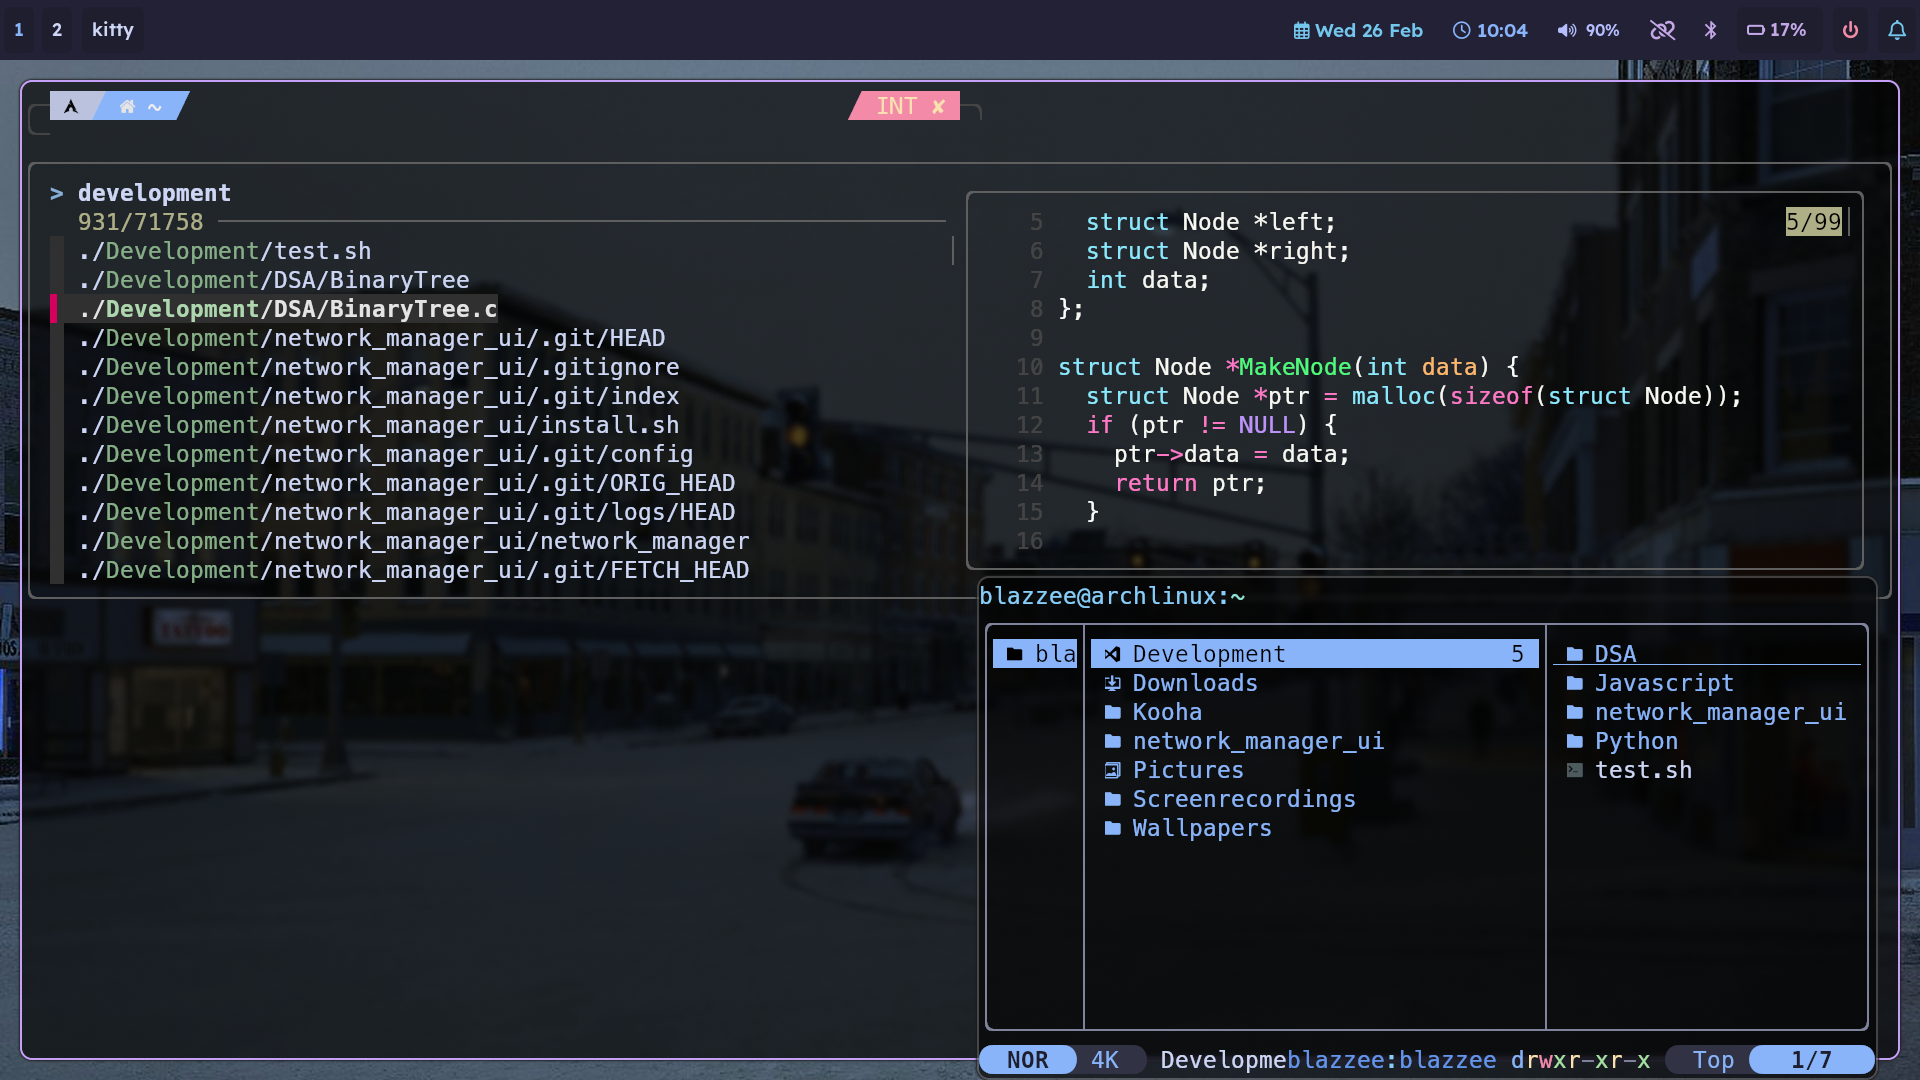 1 2 kitty
Wed 26 Feb 10:04 90% 17%
~
INT ✘
> development
931/71758
./Development/test.sh
./Development/DSA/BinaryTree
./Development/DSA/BinaryTree.c
./Development/network_manager_ui/.git/HEAD
./Development/network_manager_ui/.gitignore
./Development/network_manager_ui/.git/index
./Development/network_manager_ui/install.sh
./Development/network_manager_ui/.git/config
./Development/network_manager_ui/.git/ORIG_HEAD
./Development/network_manager_ui/.git/logs/HEAD
./Development/network_manager_ui/network_manager
./Development/network_manager_ui/.git/FETCH_HEAD
5/99
5 struct Node *left;
6 struct Node *right;
7 int data;
8 };
9
10 struct Node *MakeNode(int data) {
11 struct Node *ptr = malloc(sizeof(struct Node));
12 if (ptr != NULL) {
13 ptr->data = data;
14 return ptr;
15 }
16
blazzee@archlinux:~
bla
Development 5
Downloads
Kooha
network_manager_ui
Pictures
Screenrecordings
Wallpapers
DSA
Javascript
network_manager_ui
Python
test.sh
NOR 4K Developmeblazzee:blazzee drwxr-xr-x Top 1/7